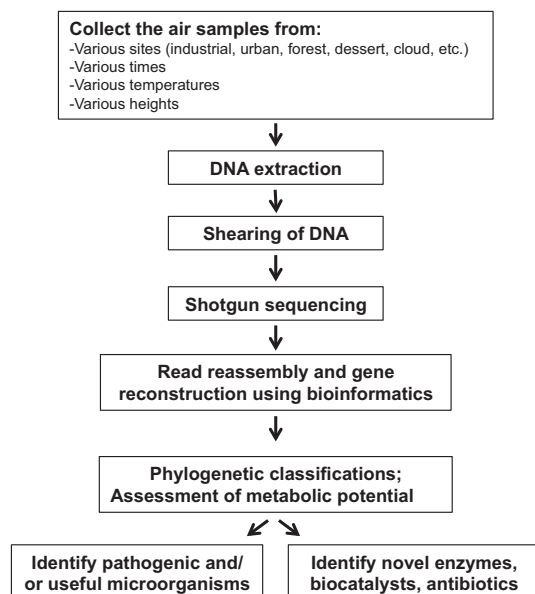 Collect the air samples from:
-Various sites (industrial, urban, forest, dessert, cloud, etc.)
-Various times
-Various temperatures
-Various heights
DNA extraction
Shearing of DNA
Shotgun sequencing
Read reassembly and gene
reconstruction using bioinformatics
Phylogenetic classifications;
Assessment of metabolic potential
Identify pathogenic and/
or useful microorganisms
Identify novel enzymes,
biocatalysts, antibiotics